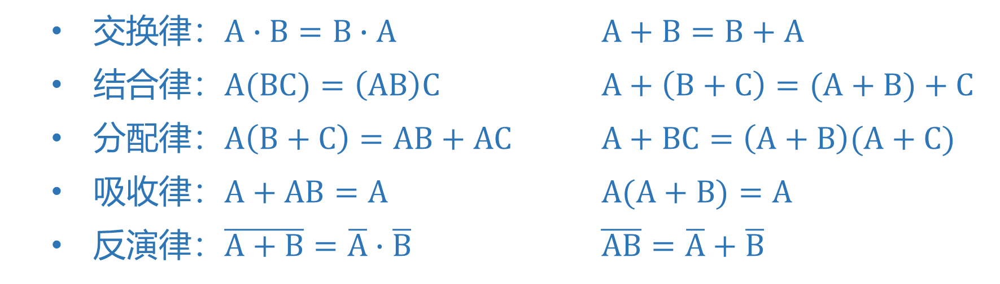 • 交换律：A · B = B · A    A + B = B + A
• 结合律：A(BC) = (AB)C    A + (B + C) = (A + B) + C
• 分配律：A(B + C) = AB + AC    A + BC = (A + B)(A + C)
• 吸收律：A + AB = A    A(A + B) = A
• 反演律：A̅ ̅+̅ ̅B̅ = A̅ · B̅    A̅B̅ = A̅ + B̅